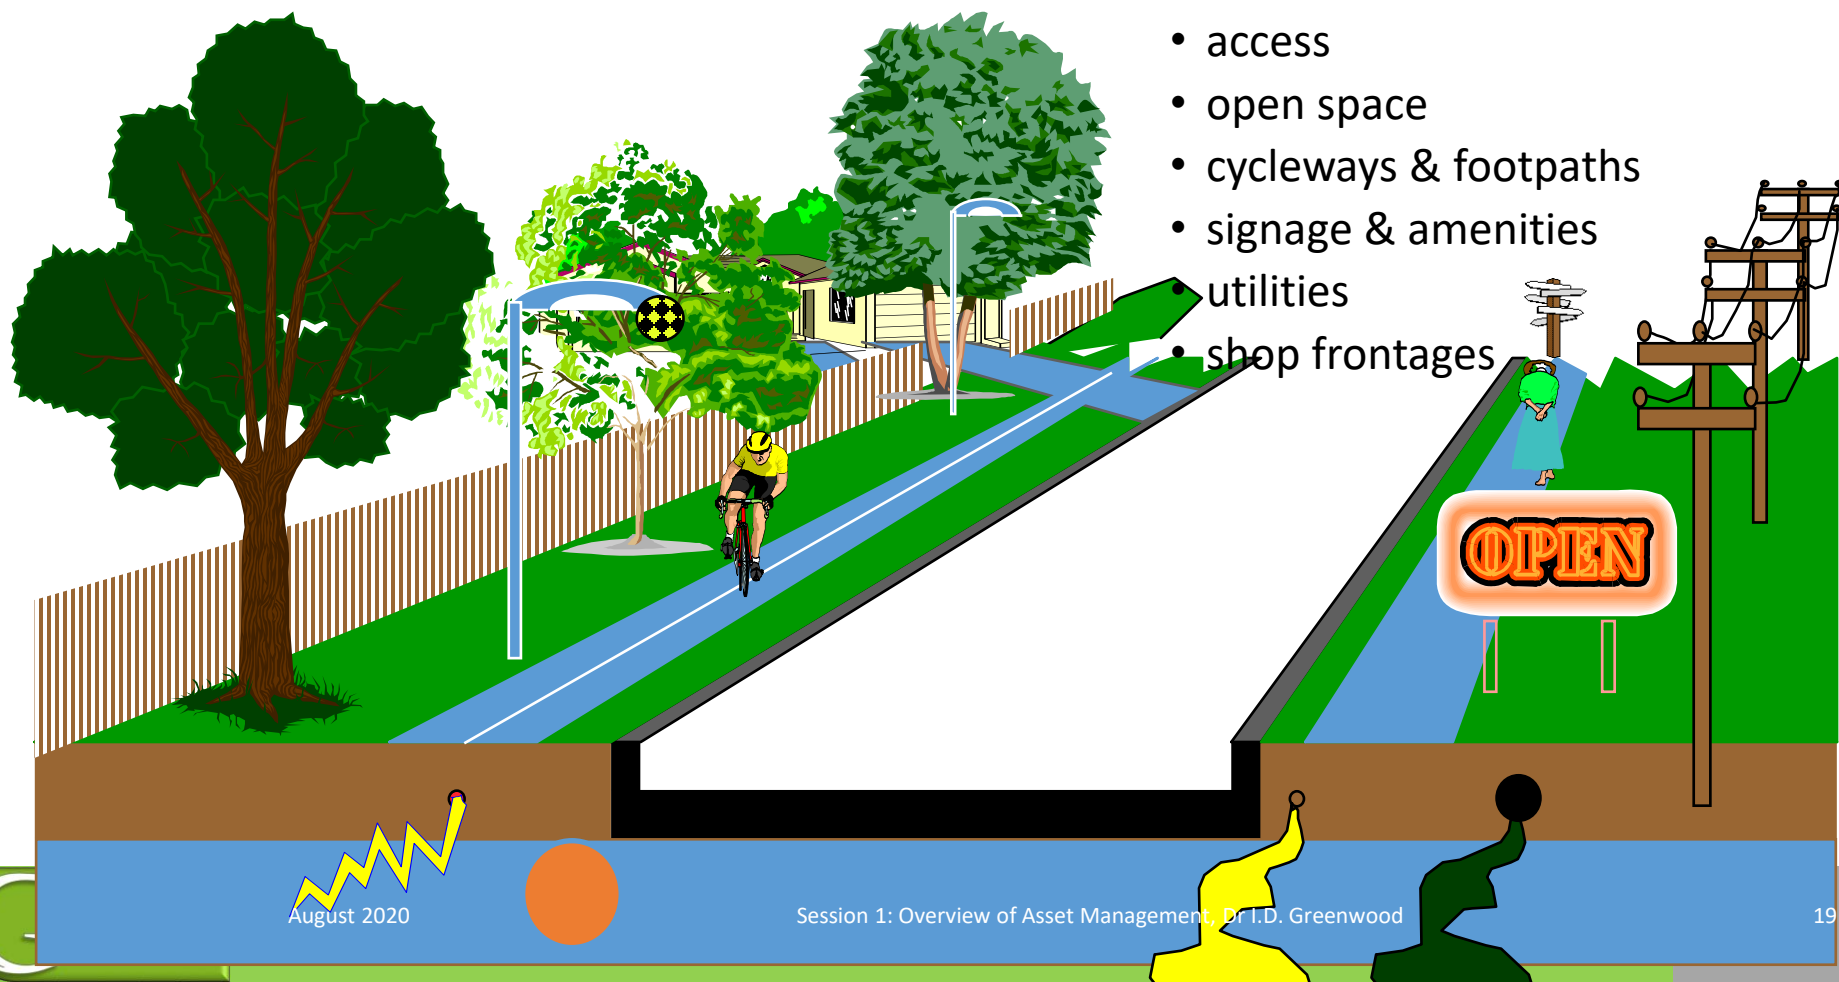 • access
• open space
• cycleways & footpaths
• signage & amenities
• utilities
• shop frontages
OPEN
August 2020
Session 1: Overview of Asset Management, Dr I.D. Greenwood
19